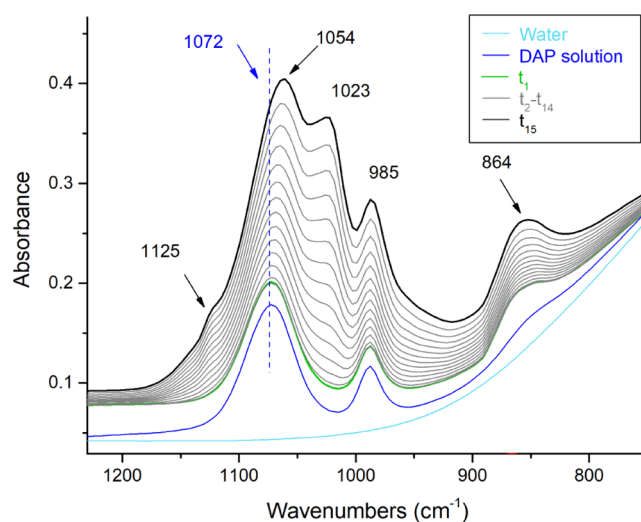 1072
1054
1023
985
864
1125
Water
DAP solution
t₁
t₂-t₁₄
t₁₅
Absorbance
0.4
0.3
0.2
0.1
1200
1100
1000
900
800
Wavenumbers (cm⁻¹)